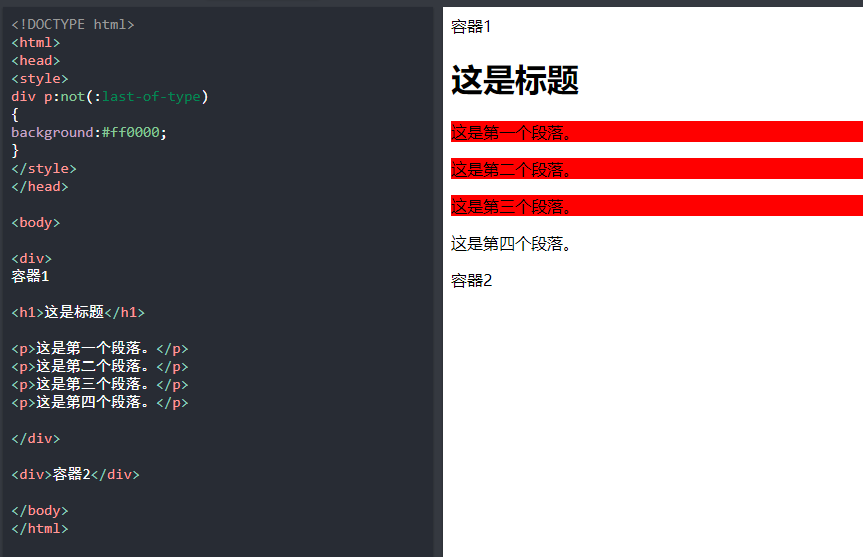 <!DOCTYPE html>
<html>
<head>
<style>
div p:not(:last-of-type)
{
background:#ff0000;
}
</style>
</head>
<body>
<div>
容器1
<h1>这是标题</h1>
<p>这是第一个段落。</p>
<p>这是第二个段落。</p>
<p>这是第三个段落。</p>
<p>这是第四个段落。</p>
</div>
<div>容器2</div>
</body>
</html>
容器1
这是标题
这是第一个段落。
这是第二个段落。
这是第三个段落。
这是第四个段落。
容器2